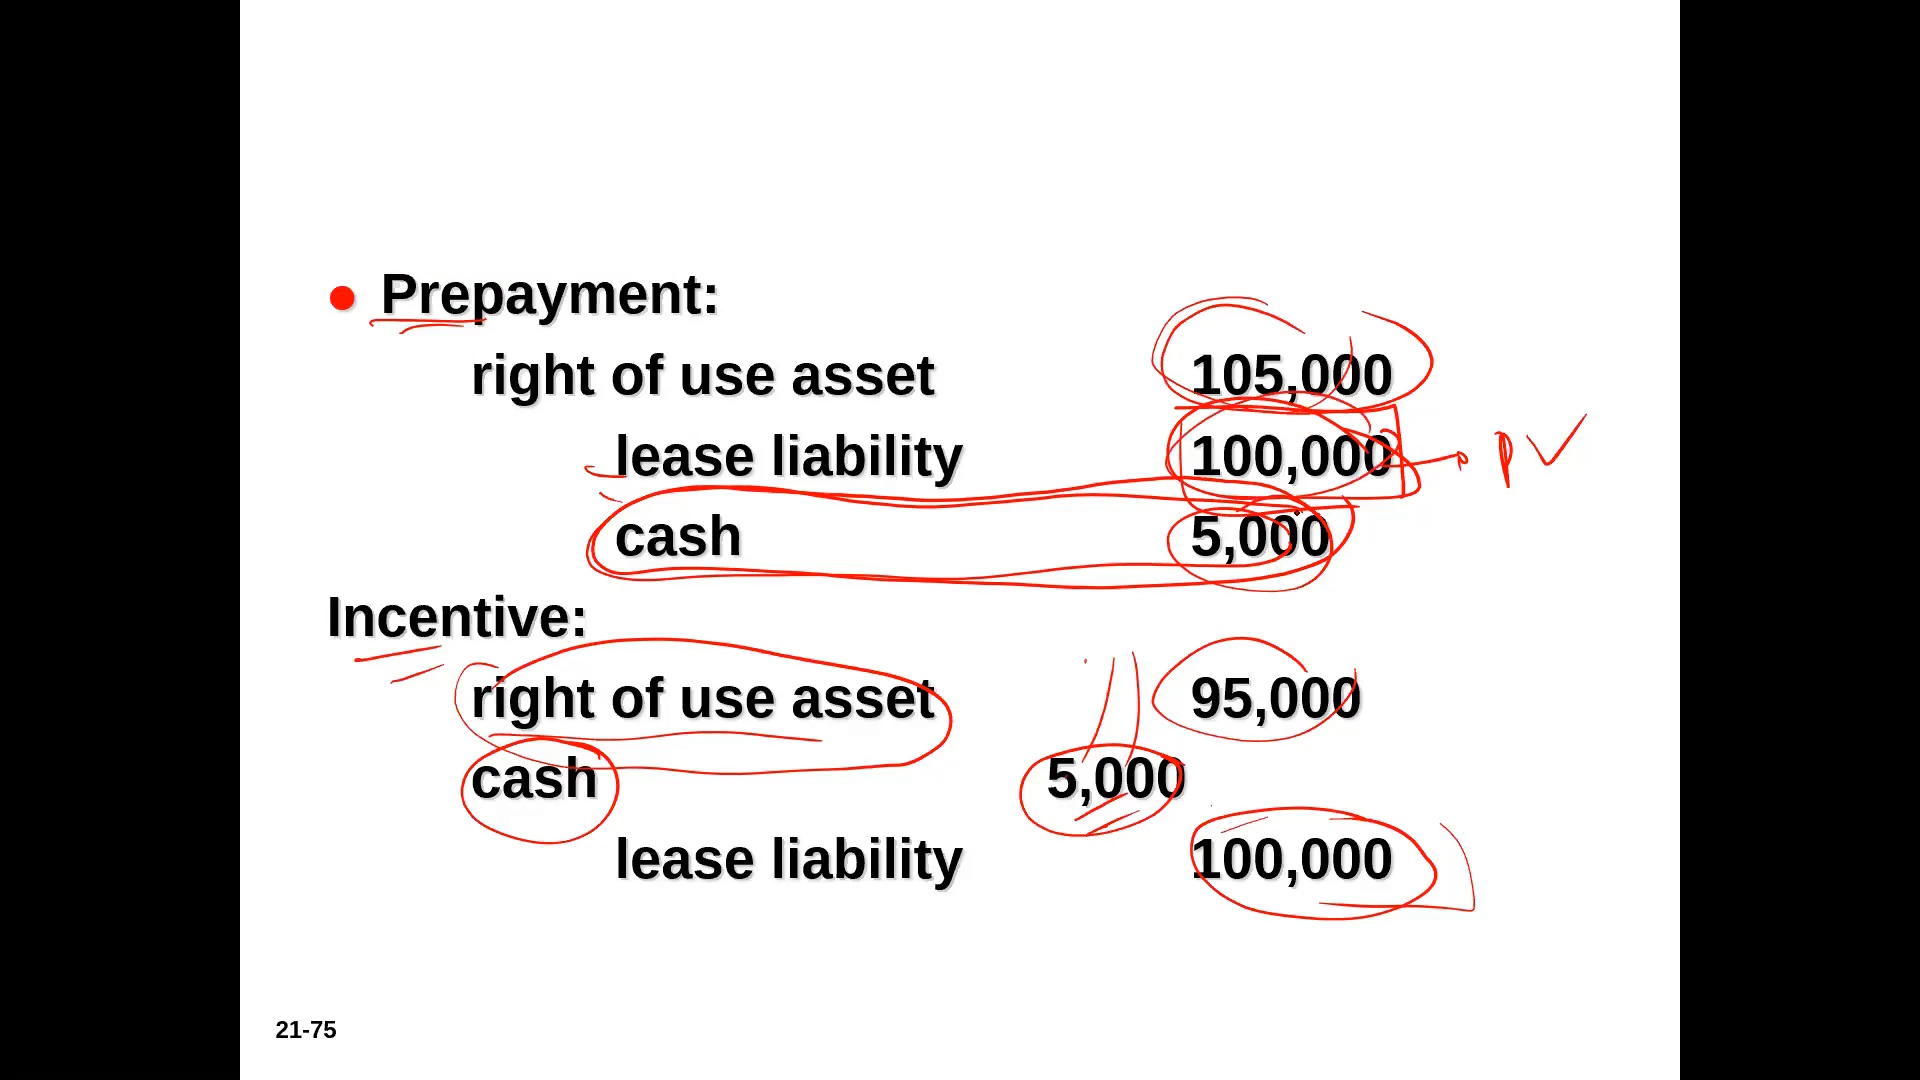 Prepayment:
right of use asset 105,000
lease liability 100,000 PV
cash 5,000
Incentive:
right of use asset 95,000
cash 5,000
lease liability 100,000
21-75